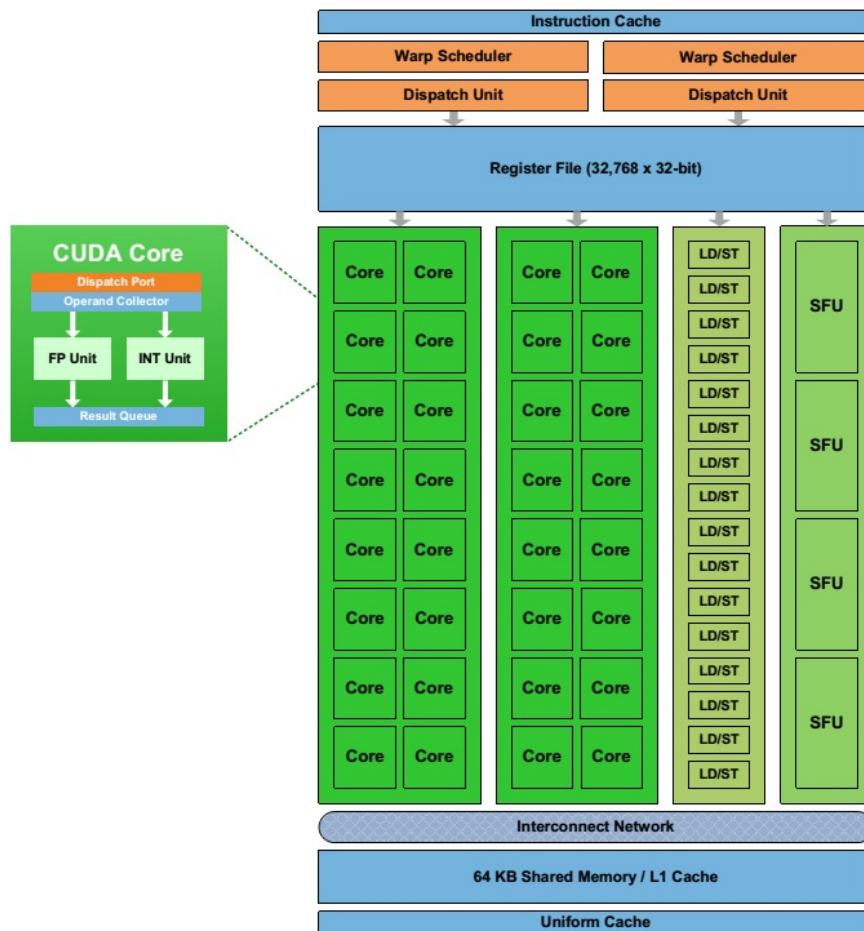 Instruction Cache
Warp Scheduler Warp Scheduler
Dispatch Unit Dispatch Unit
Register File (32,768 x 32-bit)
CUDA Core
Dispatch Port
Operand Collector
FP Unit INT Unit
Result Queue
Core Core Core Core LD/ST
LD/ST
SFU
Core Core Core Core LD/ST
LD/ST
Core Core Core Core LD/ST
LD/ST
SFU
Core Core Core Core LD/ST
LD/ST
Core Core Core Core LD/ST
LD/ST
SFU
Core Core Core Core LD/ST
LD/ST
Core Core Core Core LD/ST
LD/ST
SFU
Core Core Core Core LD/ST
LD/ST
Interconnect Network
64 KB Shared Memory / L1 Cache
Uniform Cache